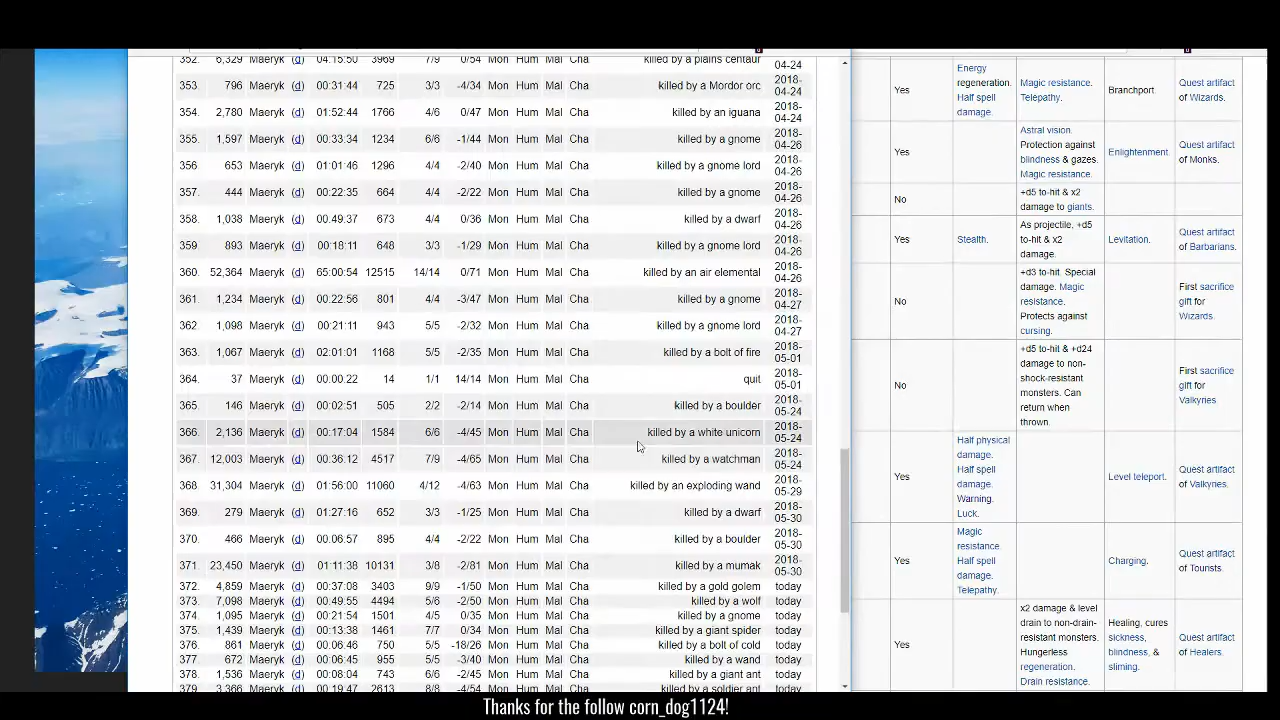 352. 6,329 Maeryk (d) 04:15:50 3969 7/9 0/54 Mon Hum Mal Cha killed by a plains centaur 04-24
353. 796 Maeryk (d) 00:31:44 725 3/3 -4/34 Mon Hum Mal Cha killed by a Mordor orc 2018-04-24
354. 2,780 Maeryk (d) 01:52:44 1766 4/6 0/47 Mon Hum Mal Cha killed by an iguana 2018-04-24
355. 1,597 Maeryk (d) 00:33:34 1234 6/6 -1/44 Mon Hum Mal Cha killed by a gnome 2018-04-26
356. 653 Maeryk (d) 01:01:46 1296 4/4 -2/40 Mon Hum Mal Cha killed by a gnome lord 2018-04-26
357. 444 Maeryk (d) 00:22:35 664 4/4 -2/22 Mon Hum Mal Cha killed by a gnome 2018-04-26
358. 1,038 Maeryk (d) 00:49:37 673 4/4 0/36 Mon Hum Mal Cha killed by a dwarf 2018-04-26
359. 893 Maeryk (d) 00:18:11 648 3/3 -1/29 Mon Hum Mal Cha killed by a gnome lord 2018-04-26
360. 52,364 Maeryk (d) 65:00:54 12515 14/14 0/71 Mon Hum Mal Cha killed by an air elemental 2018-04-26
361. 1,234 Maeryk (d) 00:22:56 801 4/4 -3/47 Mon Hum Mal Cha killed by a gnome 2018-04-27
362. 1,098 Maeryk (d) 00:21:11 943 5/5 -2/32 Mon Hum Mal Cha killed by a gnome lord 2018-04-27
363. 1,067 Maeryk (d) 02:01:01 1168 5/5 -2/35 Mon Hum Mal Cha killed by a bolt of fire 2018-05-01
364. 37 Maeryk (d) 00:00:22 14 1/1 14/14 Mon Hum Mal Cha quit 2018-05-01
365. 146 Maeryk (d) 00:02:51 505 2/2 -2/14 Mon Hum Mal Cha killed by a boulder 2018-05-24
366. 2,136 Maeryk (d) 00:17:04 1584 6/6 -4/45 Mon Hum Mal Cha killed by a white unicorn 2018-05-24
367. 12,003 Maeryk (d) 00:36:12 4517 7/9 -4/65 Mon Hum Mal Cha killed by a watchman 2018-05-24
368. 31,304 Maeryk (d) 01:56:00 11060 4/12 -4/63 Mon Hum Mal Cha killed by an exploding wand 2018-05-29
369. 279 Maeryk (d) 01:27:16 652 3/3 -1/25 Mon Hum Mal Cha killed by a dwarf 2018-05-30
370. 466 Maeryk (d) 00:06:57 895 4/4 -2/22 Mon Hum Mal Cha killed by a boulder 2018-05-30
371. 23,450 Maeryk (d) 01:11:38 10131 3/8 -2/81 Mon Hum Mal Cha killed by a mumak 2018-05-30
372. 4,859 Maeryk (d) 00:37:08 3403 9/9 -1/50 Mon Hum Mal Cha killed by a gold golem today
373. 7,098 Maeryk (d) 00:49:55 4494 5/6 -2/50 Mon Hum Mal Cha killed by a wolf today
374. 1,095 Maeryk (d) 00:21:54 1501 4/5 0/35 Mon Hum Mal Cha killed by a gnome today
375. 1,439 Maeryk (d) 00:13:38 1461 7/7 0/34 Mon Hum Mal Cha killed by a giant spider today
376. 861 Maeryk (d) 00:06:46 750 5/5 -18/26 Mon Hum Mal Cha killed by a bolt of cold today
377. 672 Maeryk (d) 00:06:45 955 5/5 -3/40 Mon Hum Mal Cha killed by a wand today
378. 1,536 Maeryk (d) 00:08:04 743 6/6 -2/45 Mon Hum Mal Cha killed by a giant ant today
379. 3,366 Maeryk (d) 00:19:47 2613 8/8 -4/54 Mon Hum Mal Cha killed by a soldier ant today
Yes
Energy
regeneration.
Half spell
damage.
Magic resistance.
Telepathy.
Branchport.
Quest artifact
of Wizards.
Yes
Astral vision.
Protection against
blindness & gazes.
Magic resistance.
Enlightenment.
Quest artifact
of Monks.
No
+d5 to-hit & x2
damage to giants.
Yes
Stealth.
As projectile, +d5
to-hit & x2
damage.
Levitation.
Quest artifact
of Barbarians.
No
+d3 to-hit. Special
damage. Magic
resistance.
Protects against
cursing.
First sacrifice
gift for
Wizards.
No
+d5 to-hit & +d24
damage to non-
shock-resistant
monsters. Can
return when
thrown.
First sacrifice
gift for
Valkyries
Yes
Half physical
damage.
Half spell
damage.
Warning.
Luck.
Level teleport.
Quest artifact
of Valkyries.
Yes
Magic
resistance.
Half spell
damage.
Telepathy.
Charging.
Quest artifact
of Tourists.
Yes
x2 damage & level
drain to non-drain-
resistant monsters.
Hungerless
regeneration.
Drain resistance.
Healing, cures
sickness,
blindness, &
sliming.
Quest artifact
of Healers.
Thanks for the follow corn_dog1124!